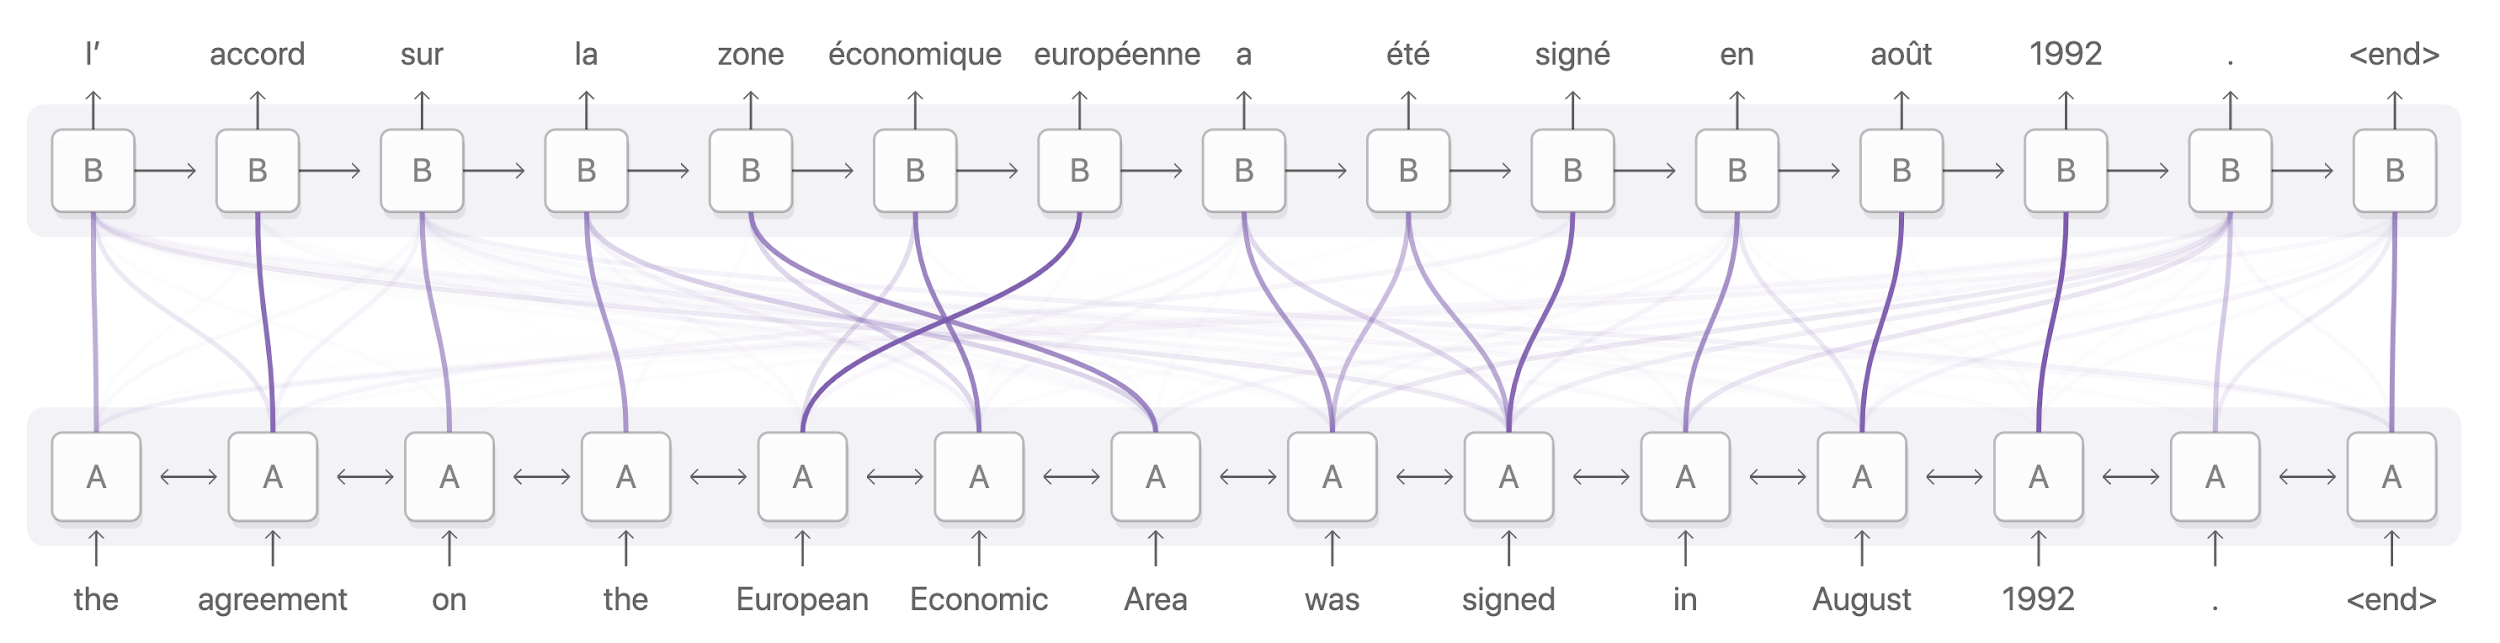 l’ accord sur la zone économique européenne a été signé en août 1992 . <end>
B B B B B B B B B B B B B B B
A A A A A A A A A A A A A A
the agreement on the European Economic Area was signed in August 1992 . <end>